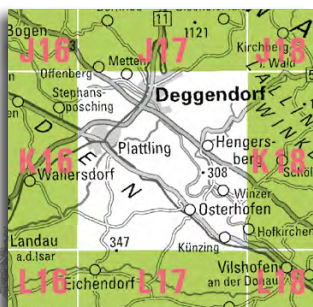 11
1121
Bogen
J16
J17
J18
3
Metten
Kirchberg
i. Wald
Offenberg
Stephans-
posching
Deggendorf
D
E
N
Plattling
Hengers-
berg
K16
K18
Wallersdorf
308
Winzer
Osterhofen
Landau
a.d.Isar
347
Künzing
Hofkirchen
Vilshofen
an der Donau
L16
Eichendorf
L17
L18